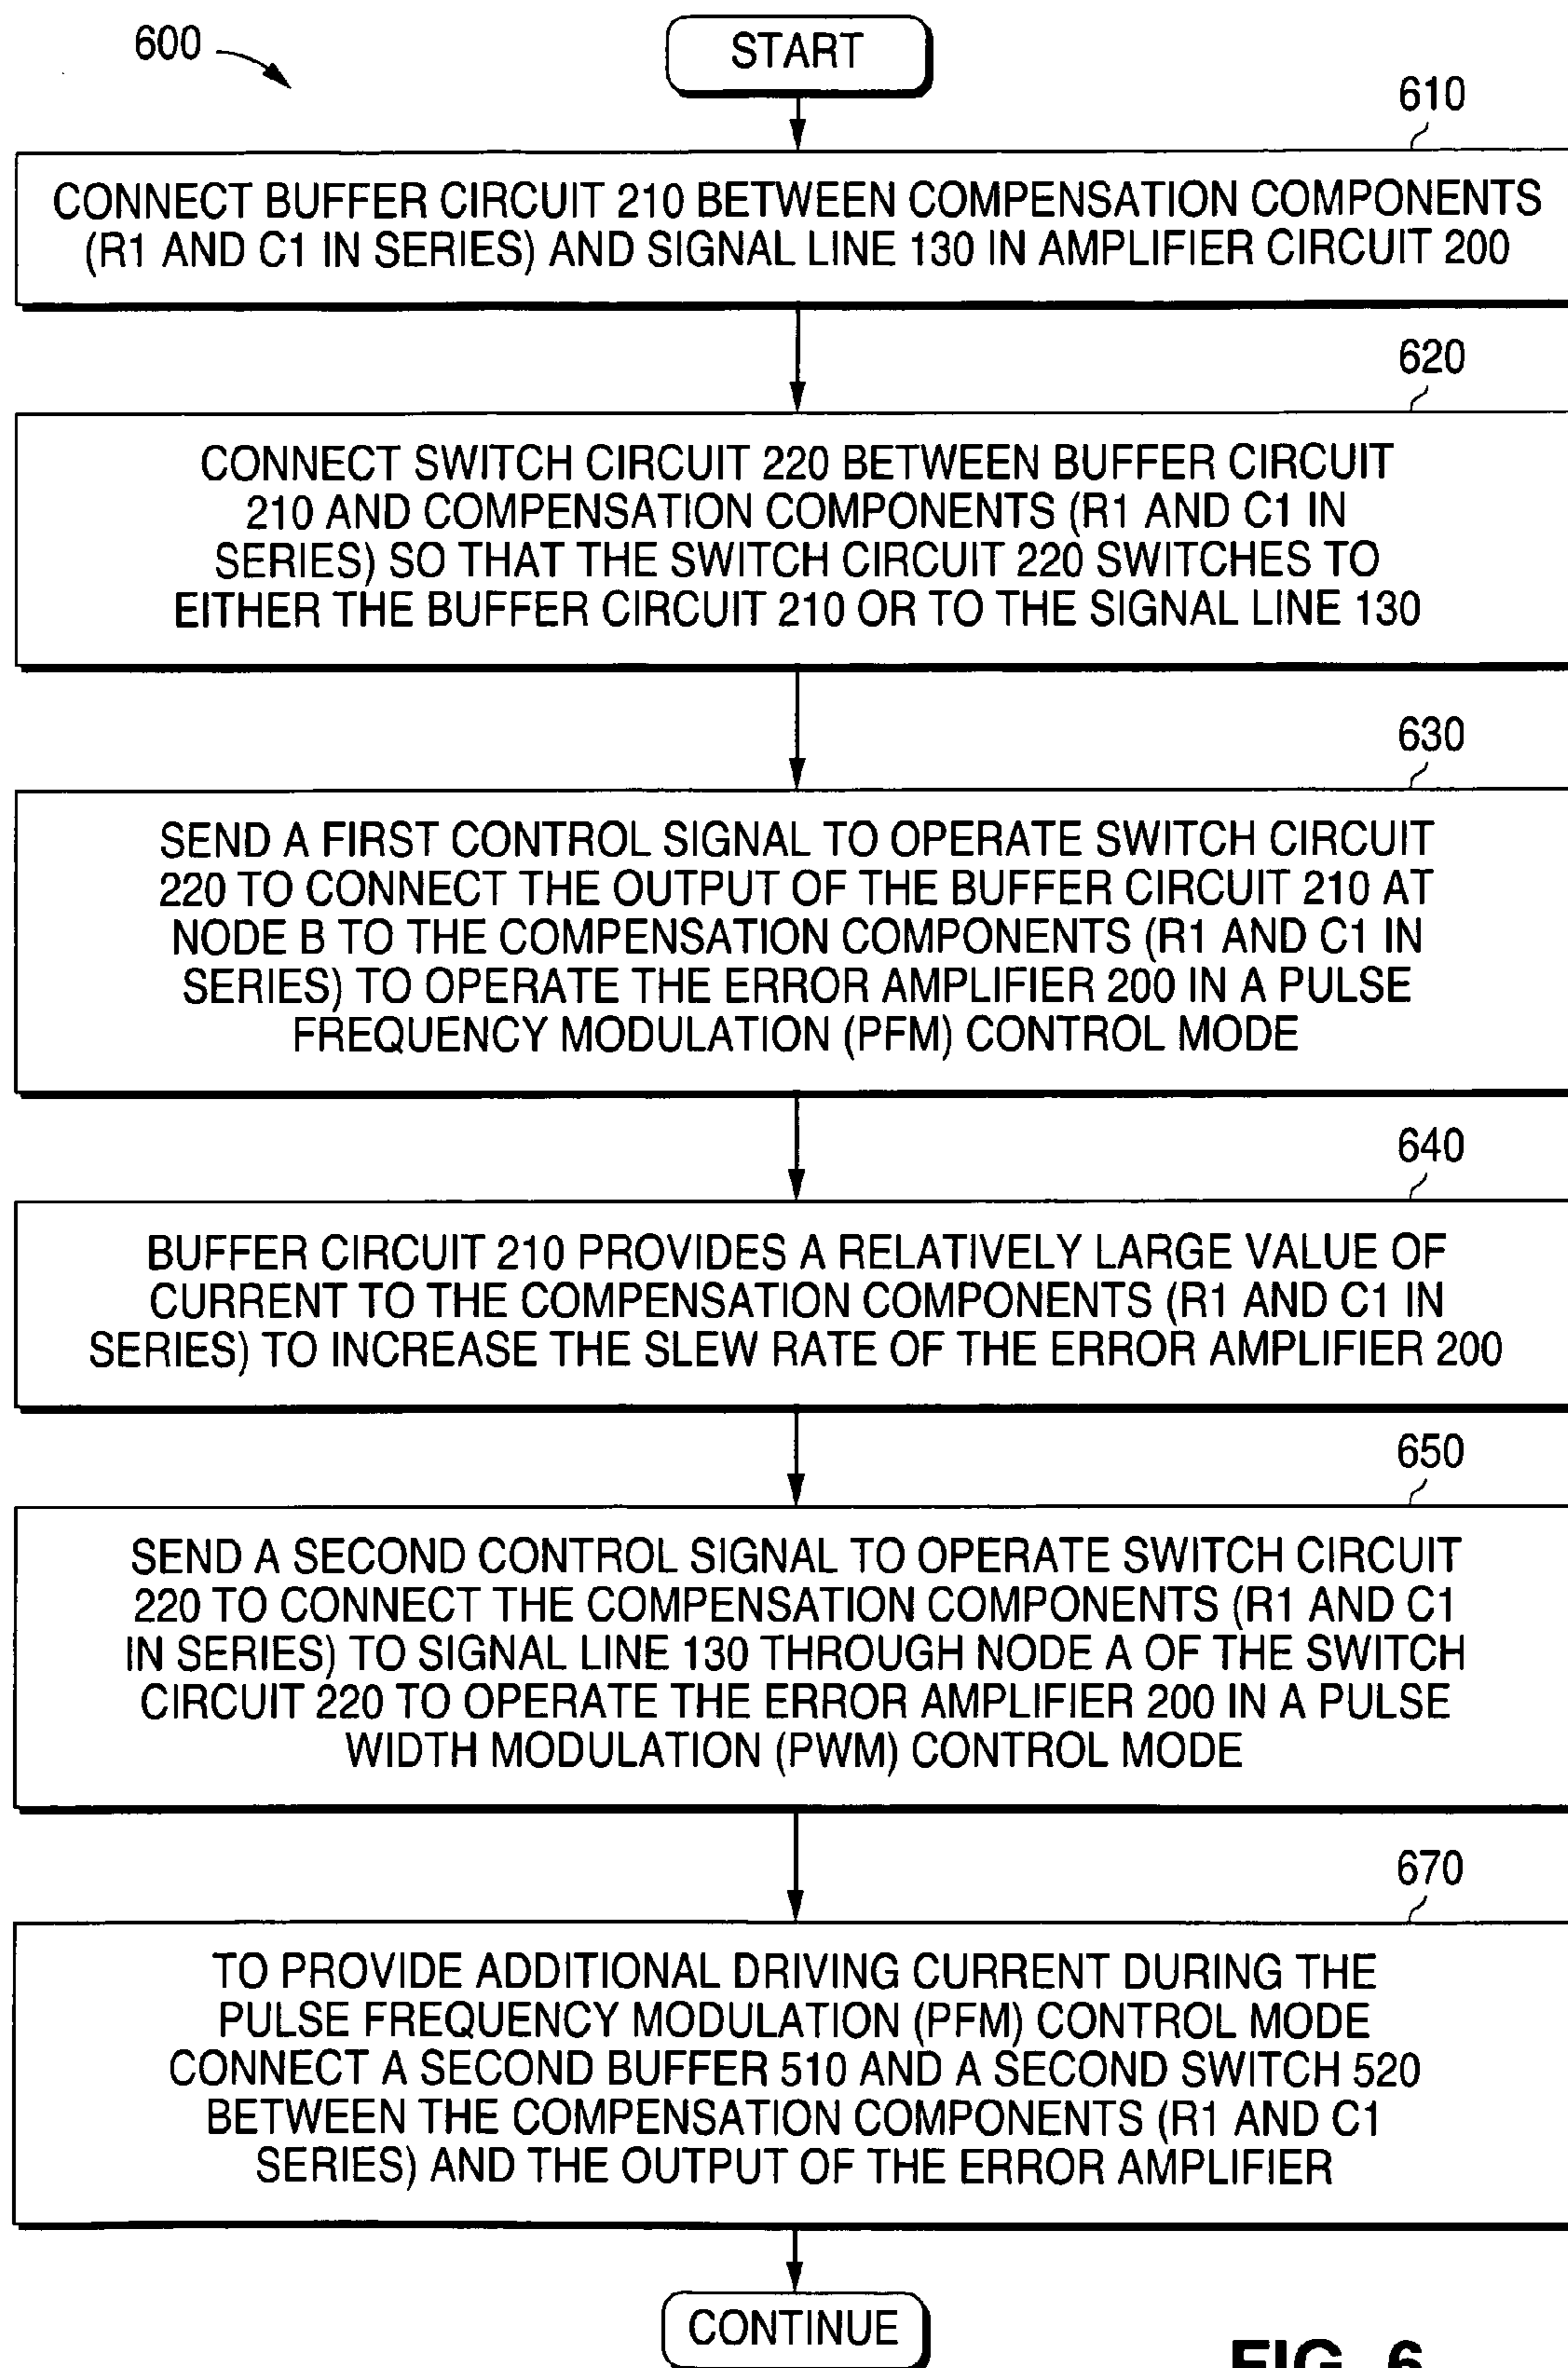 600
START
610
CONNECT BUFFER CIRCUIT 210 BETWEEN COMPENSATION COMPONENTS
(R1 AND C1 IN SERIES) AND SIGNAL LINE 130 IN AMPLIFIER CIRCUIT 200
620
CONNECT SWITCH CIRCUIT 220 BETWEEN BUFFER CIRCUIT
210 AND COMPENSATION COMPONENTS (R1 AND C1 IN
SERIES) SO THAT THE SWITCH CIRCUIT 220 SWITCHES TO
EITHER THE BUFFER CIRCUIT 210 OR TO THE SIGNAL LINE 130
630
SEND A FIRST CONTROL SIGNAL TO OPERATE SWITCH CIRCUIT
220 TO CONNECT THE OUTPUT OF THE BUFFER CIRCUIT 210 AT
NODE B TO THE COMPENSATION COMPONENTS (R1 AND C1 IN
SERIES) TO OPERATE THE ERROR AMPLIFIER 200 IN A PULSE
FREQUENCY MODULATION (PFM) CONTROL MODE
640
BUFFER CIRCUIT 210 PROVIDES A RELATIVELY LARGE VALUE OF
CURRENT TO THE COMPENSATION COMPONENTS (R1 AND C1 IN
SERIES) TO INCREASE THE SLEW RATE OF THE ERROR AMPLIFIER 200
650
SEND A SECOND CONTROL SIGNAL TO OPERATE SWITCH CIRCUIT
220 TO CONNECT THE COMPENSATION COMPONENTS (R1 AND C1
IN SERIES) TO SIGNAL LINE 130 THROUGH NODE A OF THE SWITCH
CIRCUIT 220 TO OPERATE THE ERROR AMPLIFIER 200 IN A PULSE
WIDTH MODULATION (PWM) CONTROL MODE
670
TO PROVIDE ADDITIONAL DRIVING CURRENT DURING THE
PULSE FREQUENCY MODULATION (PFM) CONTROL MODE
CONNECT A SECOND BUFFER 510 AND A SECOND SWITCH 520
BETWEEN THE COMPENSATION COMPONENTS (R1 AND C1
SERIES) AND THE OUTPUT OF THE ERROR AMPLIFIER
CONTINUE
FIG. 6